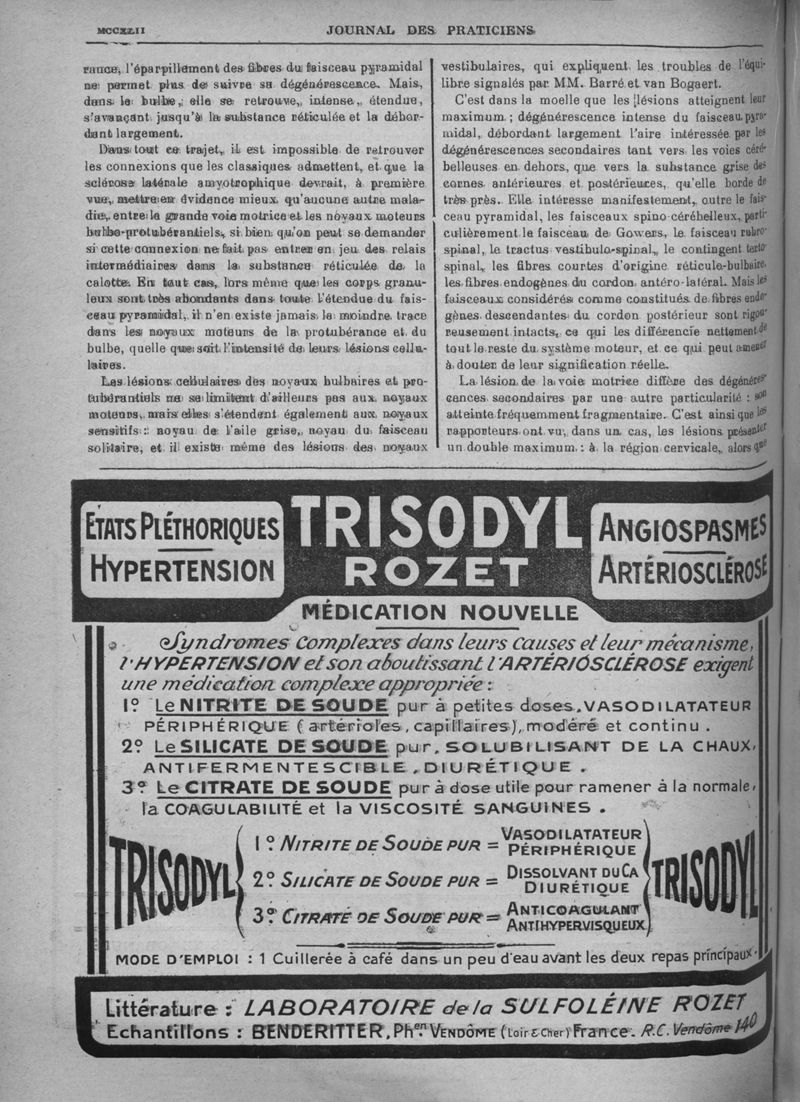 MCCXLII
JOURNAL DES PRATICIENS
rance, l'éparpillement des fibres du faisceau pyramidal
ne permet plus de suivre sa dégénérescence. Mais,
dans le bulbe, elle se retrouve, intense, étendue,
s'avançant jusqu'à la substance réticulée et la débor-
dant largement.
Dans tout ce trajet, il est impossible de retrouver
les connexions que les classiques admettent, et que la
sclérose latérale amyotrophique devrait, à première
vue, mettre en évidence mieux qu'aucune autre mala-
die, entre la grande voie motrice et les noyaux moteurs
bulbo-protubérantiels, si bien qu'on peut se demander
si cette connexion ne fait pas entrer en jeu des relais
intermédiaires dans la substance réticulée de la
calotte. En tout cas, lors même que les corps granu-
leux sont très abondants dans toute l'étendue du fais-
ceau pyramidal, il n'en existe jamais la moindre trace
dans les noyaux moteurs de la protubérance et du
bulbe, quelle que soit l'intensité de leurs lésions cellu-
laires.
Les lésions cellulaires des noyaux bulbaires et pro-
tubérantiels ne se limitent d'ailleurs pas aux noyaux
moteurs, mais elles s'étendent également aux noyaux
sensitifs : noyau de l'aile grise, noyau du faisceau
solitaire, et il existe même des lésions des noyaux
vestibulaires, qui expliquent les troubles de l'équi-
libre signalés par MM. Barré et van Bogaert.
C'est dans la moelle que les lésions atteignent leur
maximum ; dégénérescence intense du faisceau pyra-
midal, débordant largement l'aire intéressée par les
dégénérescences secondaires tant vers les voies céré-
belleuses en dehors, que vers la substance grise des
cornes antérieures et postérieures, qu'elle borde de
très près. Elle intéresse manifestement, outre le fais-
ceau pyramidal, les faisceaux spino-cérébelleux, parti-
culièrement le faisceau de Gowers, le faisceau rubro-
spinal, le tractus vestibulo-spinal, le contingent tecto-
spinal, les fibres courtes d'origine réticulo-bulbaire,
les fibres endogènes du cordon antéro-latéral. Mais les
faisceaux considérés comme constitués de fibres endo-
gènes descendantes du cordon postérieur sont rigou-
reusement intacts, ce qui les différencie nettement de
tout le reste du système moteur, et ce qui peut amener
à douter de leur signification réelle.
La lésion de la voie motrice diffère des dégénéres-
cences secondaires par une autre particularité : son
atteinte fréquemment fragmentaire. C'est ainsi que les
rapporteurs ont vu, dans un cas, les lésions présenter
un double maximum : à la région cervicale, alors que
ÉTATS PLÉTHORIQUES
HYPERTENSION
TRISODYL
ROZET
ANGIOSPASMES
ARTÉRIOSCLÉROSE
MÉDICATION NOUVELLE
Syndromes Complexes dans leurs causes et leur mécanisme,
l'HYPERTENSION et son aboutissant l'ARTÉRIOSCLÉROSE exigent
une médication complexe appropriée :
1º Le NITRITE DE SOUDE pur à petites doses, VASODILATATEUR
PÉRIPHÉRIQUE (artérioles, capillaires), modéré et continu.
2º Le SILICATE DE SOUDE pur, SOLUBILISANT DE LA CHAUX,
ANTIFERMENTESCIBLE, DIURÉTIQUE.
3º Le CITRATE DE SOUDE pur à dose utile pour ramener à la normale,
la COAGULABILITÉ et la VISCOSITÉ SANGUINES.
TRISODYL
1º NITRITE DE SOUDE PUR = VASODILATATEUR PÉRIPHÉRIQUE
2º SILICATE DE SOUDE PUR = DISSOLVANT DU CA DIURÉTIQUE
3º CITRATE DE SOUDE PUR = ANTICOAGULANT ANTIHYPERVISQUEUX
TRISODYL
MODE D'EMPLOI : 1 Cuillerée à café dans un peu d'eau avant les deux repas principaux.
Littérature : LABORATOIRE de la SULFOLÉINE ROZET
Echantillons : BENDERITTER, Phen. VENDÔME (Loir & Cher) France. R.C. Vendôme 140